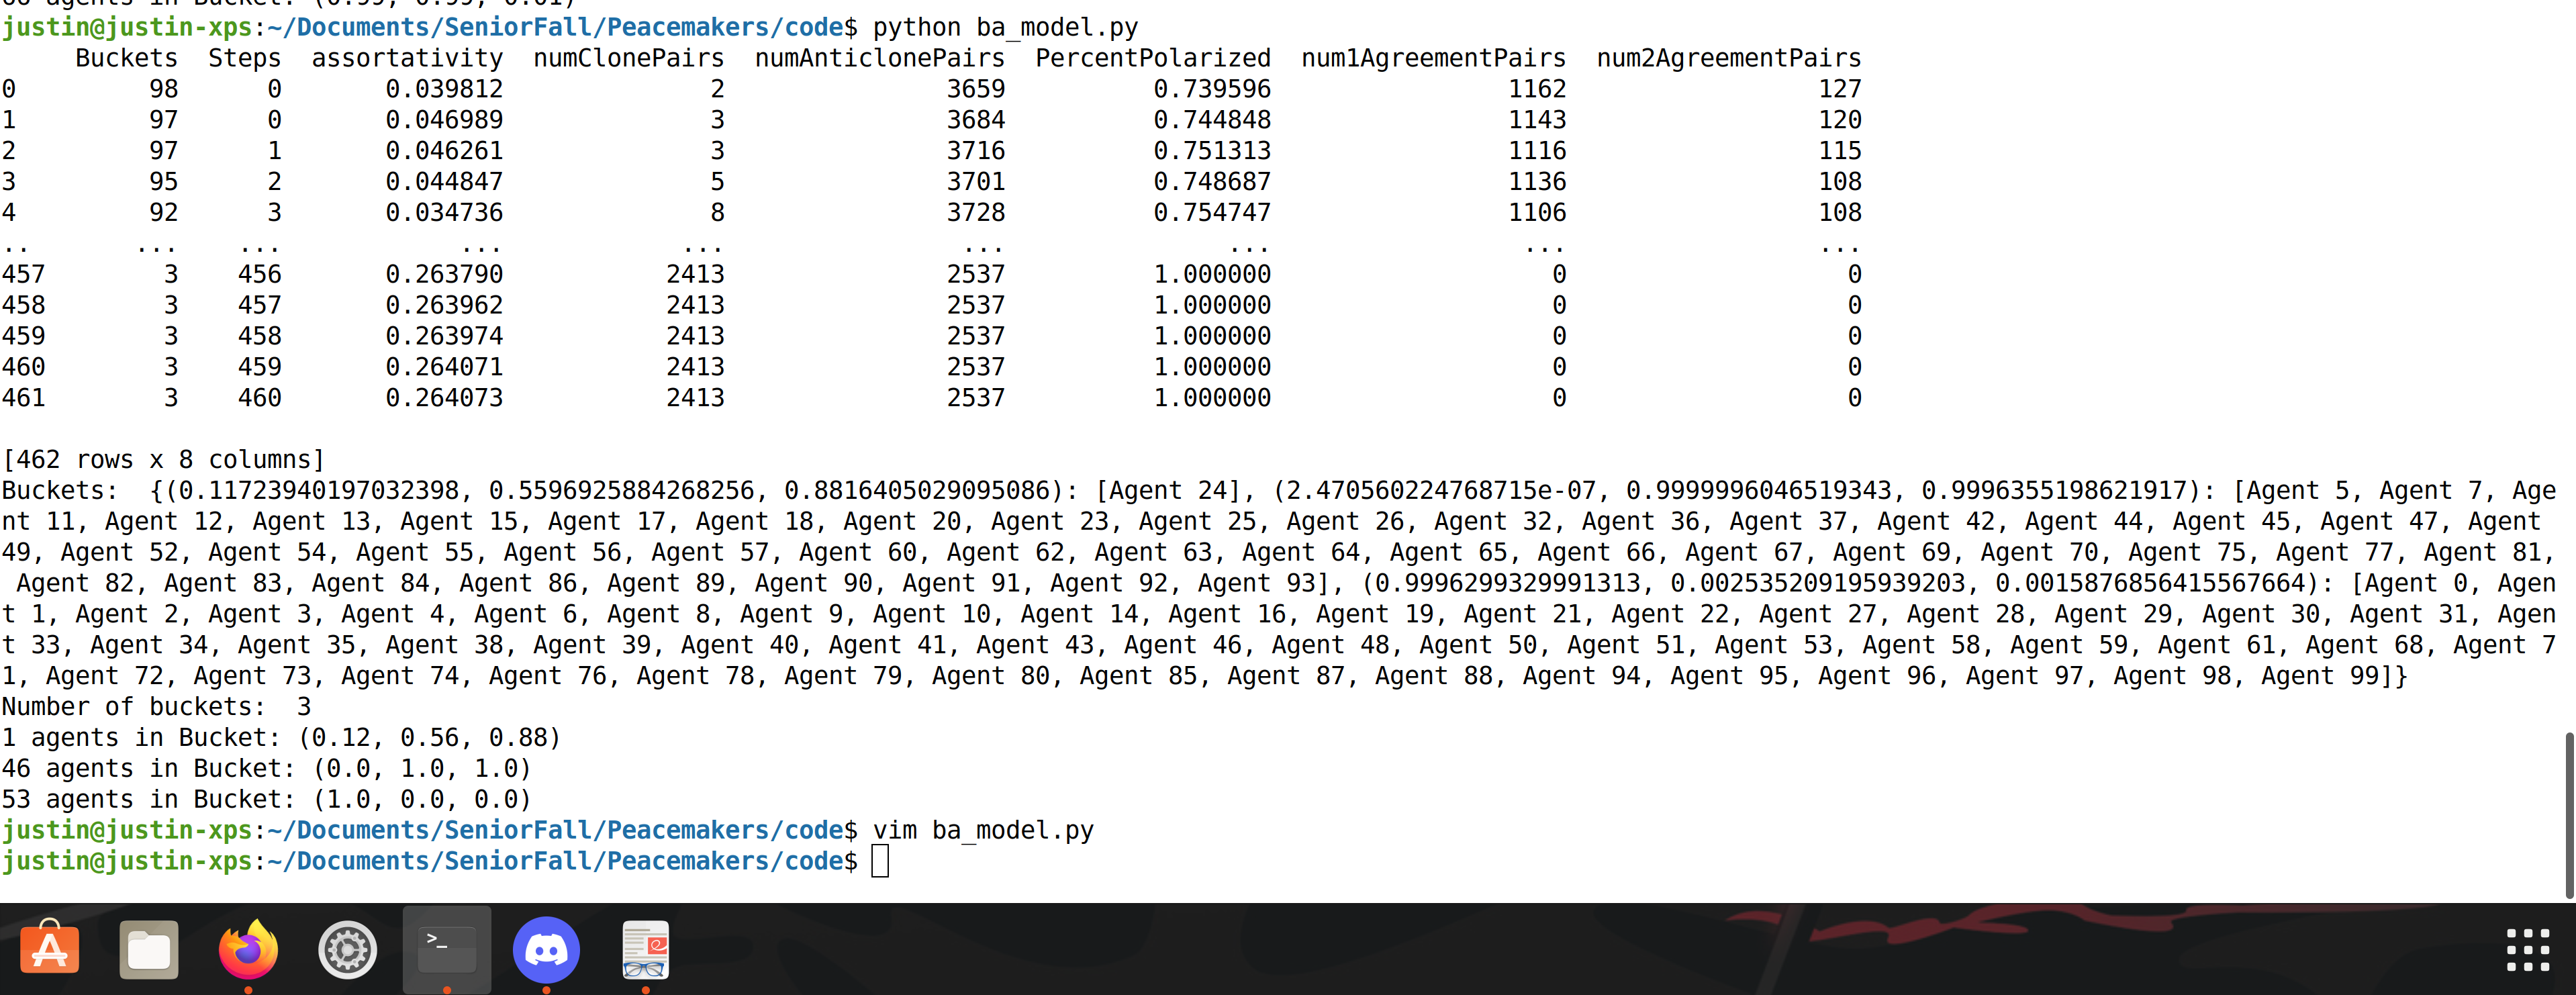 justin@justin-xps:~/Documents/SeniorFall/Peacemakers/code$ python ba_model.py
     Buckets  Steps  assortativity  numClonePairs  numAnticlonePairs  PercentPolarized  num1AgreementPairs  num2AgreementPairs
0         98      0       0.039812              2               3659          0.739596                1162                 127
1         97      0       0.046989              3               3684          0.744848                1143                 120
2         97      1       0.046261              3               3716          0.751313                1116                 115
3         95      2       0.044847              5               3701          0.748687                1136                 108
4         92      3       0.034736              8               3728          0.754747                1106                 108
..       ...    ...            ...            ...                ...               ...                 ...                 ...
457        3    456       0.263790           2413               2537          1.000000                   0                   0
458        3    457       0.263962           2413               2537          1.000000                   0                   0
459        3    458       0.263974           2413               2537          1.000000                   0                   0
460        3    459       0.264071           2413               2537          1.000000                   0                   0
461        3    460       0.264073           2413               2537          1.000000                   0                   0
[462 rows x 8 columns]
Buckets:  {(0.11723940197032398, 0.5596925884268256, 0.8816405029095086): [Agent 24], (2.470560224768715e-07, 0.9999996046519343, 0.9996355198621917): [Agent 5, Agent 7, Age
nt 11, Agent 12, Agent 13, Agent 15, Agent 17, Agent 18, Agent 20, Agent 23, Agent 25, Agent 26, Agent 32, Agent 36, Agent 37, Agent 42, Agent 44, Agent 45, Agent 47, Agent
49, Agent 52, Agent 54, Agent 55, Agent 56, Agent 57, Agent 60, Agent 62, Agent 63, Agent 64, Agent 65, Agent 66, Agent 67, Agent 69, Agent 70, Agent 75, Agent 77, Agent 81,
 Agent 82, Agent 83, Agent 84, Agent 86, Agent 89, Agent 90, Agent 91, Agent 92, Agent 93], (0.9996299329991313, 0.002535209195939203, 0.0015876856415567664): [Agent 0, Agen
t 1, Agent 2, Agent 3, Agent 4, Agent 6, Agent 8, Agent 9, Agent 10, Agent 14, Agent 16, Agent 19, Agent 21, Agent 22, Agent 27, Agent 28, Agent 29, Agent 30, Agent 31, Agen
t 33, Agent 34, Agent 35, Agent 38, Agent 39, Agent 40, Agent 41, Agent 43, Agent 46, Agent 48, Agent 50, Agent 51, Agent 53, Agent 58, Agent 59, Agent 61, Agent 68, Agent 7
1, Agent 72, Agent 73, Agent 74, Agent 76, Agent 78, Agent 79, Agent 80, Agent 85, Agent 87, Agent 88, Agent 94, Agent 95, Agent 96, Agent 97, Agent 98, Agent 99]}
Number of buckets:  3
1 agents in Bucket: (0.12, 0.56, 0.88)
46 agents in Bucket: (0.0, 1.0, 1.0)
53 agents in Bucket: (1.0, 0.0, 0.0)
justin@justin-xps:~/Documents/SeniorFall/Peacemakers/code$ vim ba_model.py
justin@justin-xps:~/Documents/SeniorFall/Peacemakers/code$